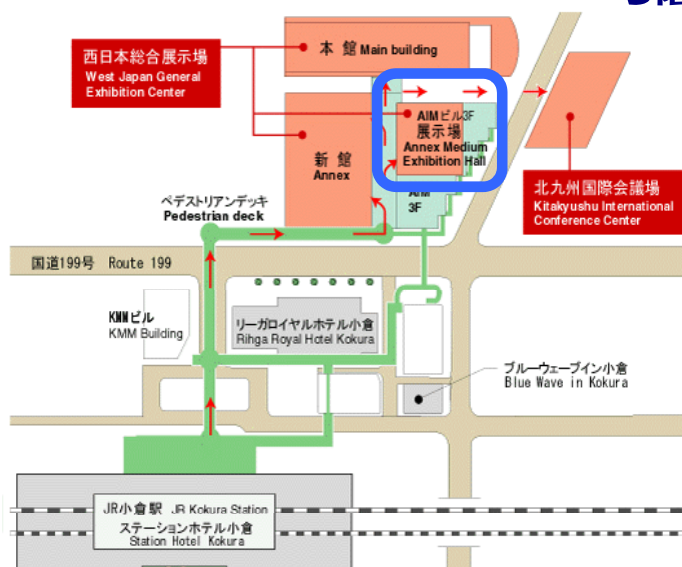 本 館 Main building
西日本総合展示場
West Japan General
Exhibition Center
AIMビル3F
展示場
Annex Medium
Exhibition Hall
新 館
Annex
AIM
3F
北九州国際会議場
Kitakyushu International
Conference Center
ペデストリアンデッキ
Pedestrian deck
国道199号 Route 199
KMMビル
KMM Building
リーガロイヤルホテル小倉
Rihga Royal Hotel Kokura
ブルーウェーブイン小倉
Blue Wave in Kokura
JR小倉駅 JR Kokura Station
ステーションホテル小倉
Station Hotel Kokura